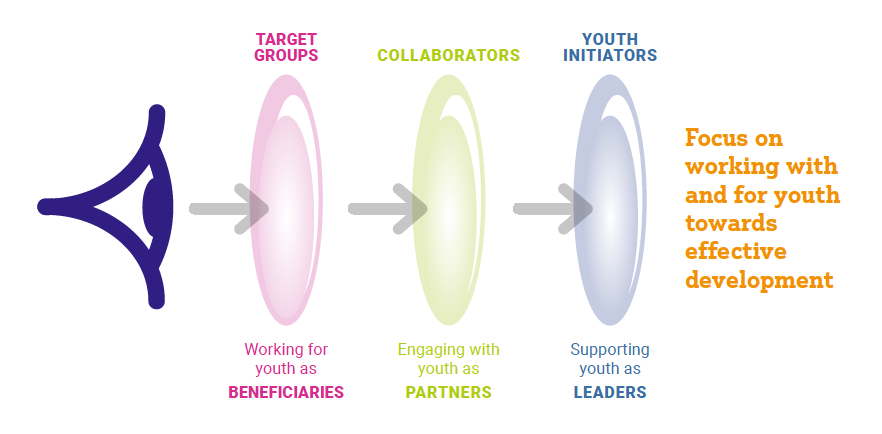 TARGET
GROUPS
COLLABORATORS
YOUTH
INITIATORS
Focus on
working with
and for youth
towards
effective
development
Working for
youth as
BENEFICIARIES
Engaging with
youth as
PARTNERS
Supporting
youth as
LEADERS